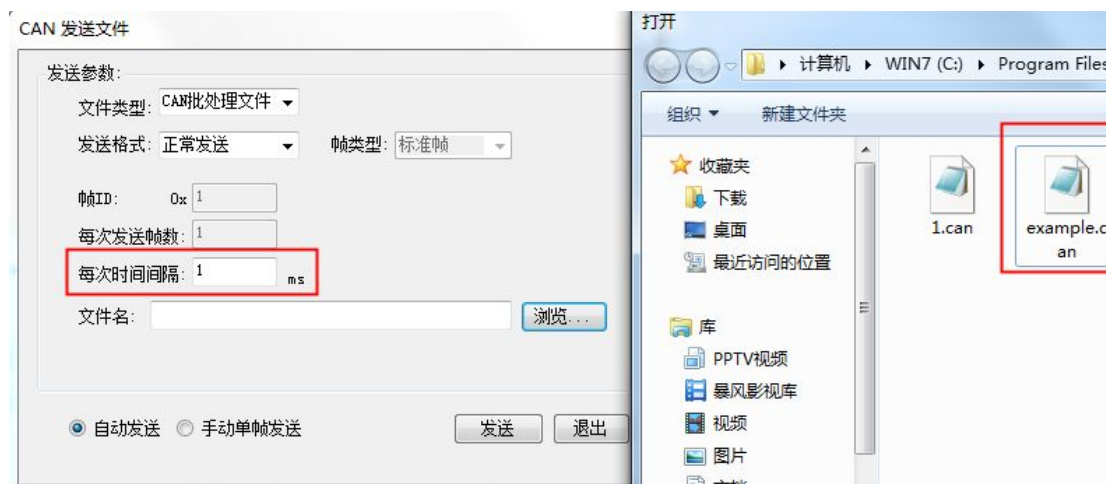 CAN 发送文件
发送参数:
文件类型: CAN批处理文件
发送格式: 正常发送 帧类型: 标准帧
帧ID: 0x 1
每次发送帧数: 1
每次时间间隔: 1 ms
文件名: 浏览...
自动发送 手动单帧发送 发送 退出
打开
计算机 WIN7 (C:) Program Files
组织 新建文件夹
收藏夹
下载
桌面
最近访问的位置
库
PPTV视频
暴风影视库
视频
图片
1.can
example.c
an